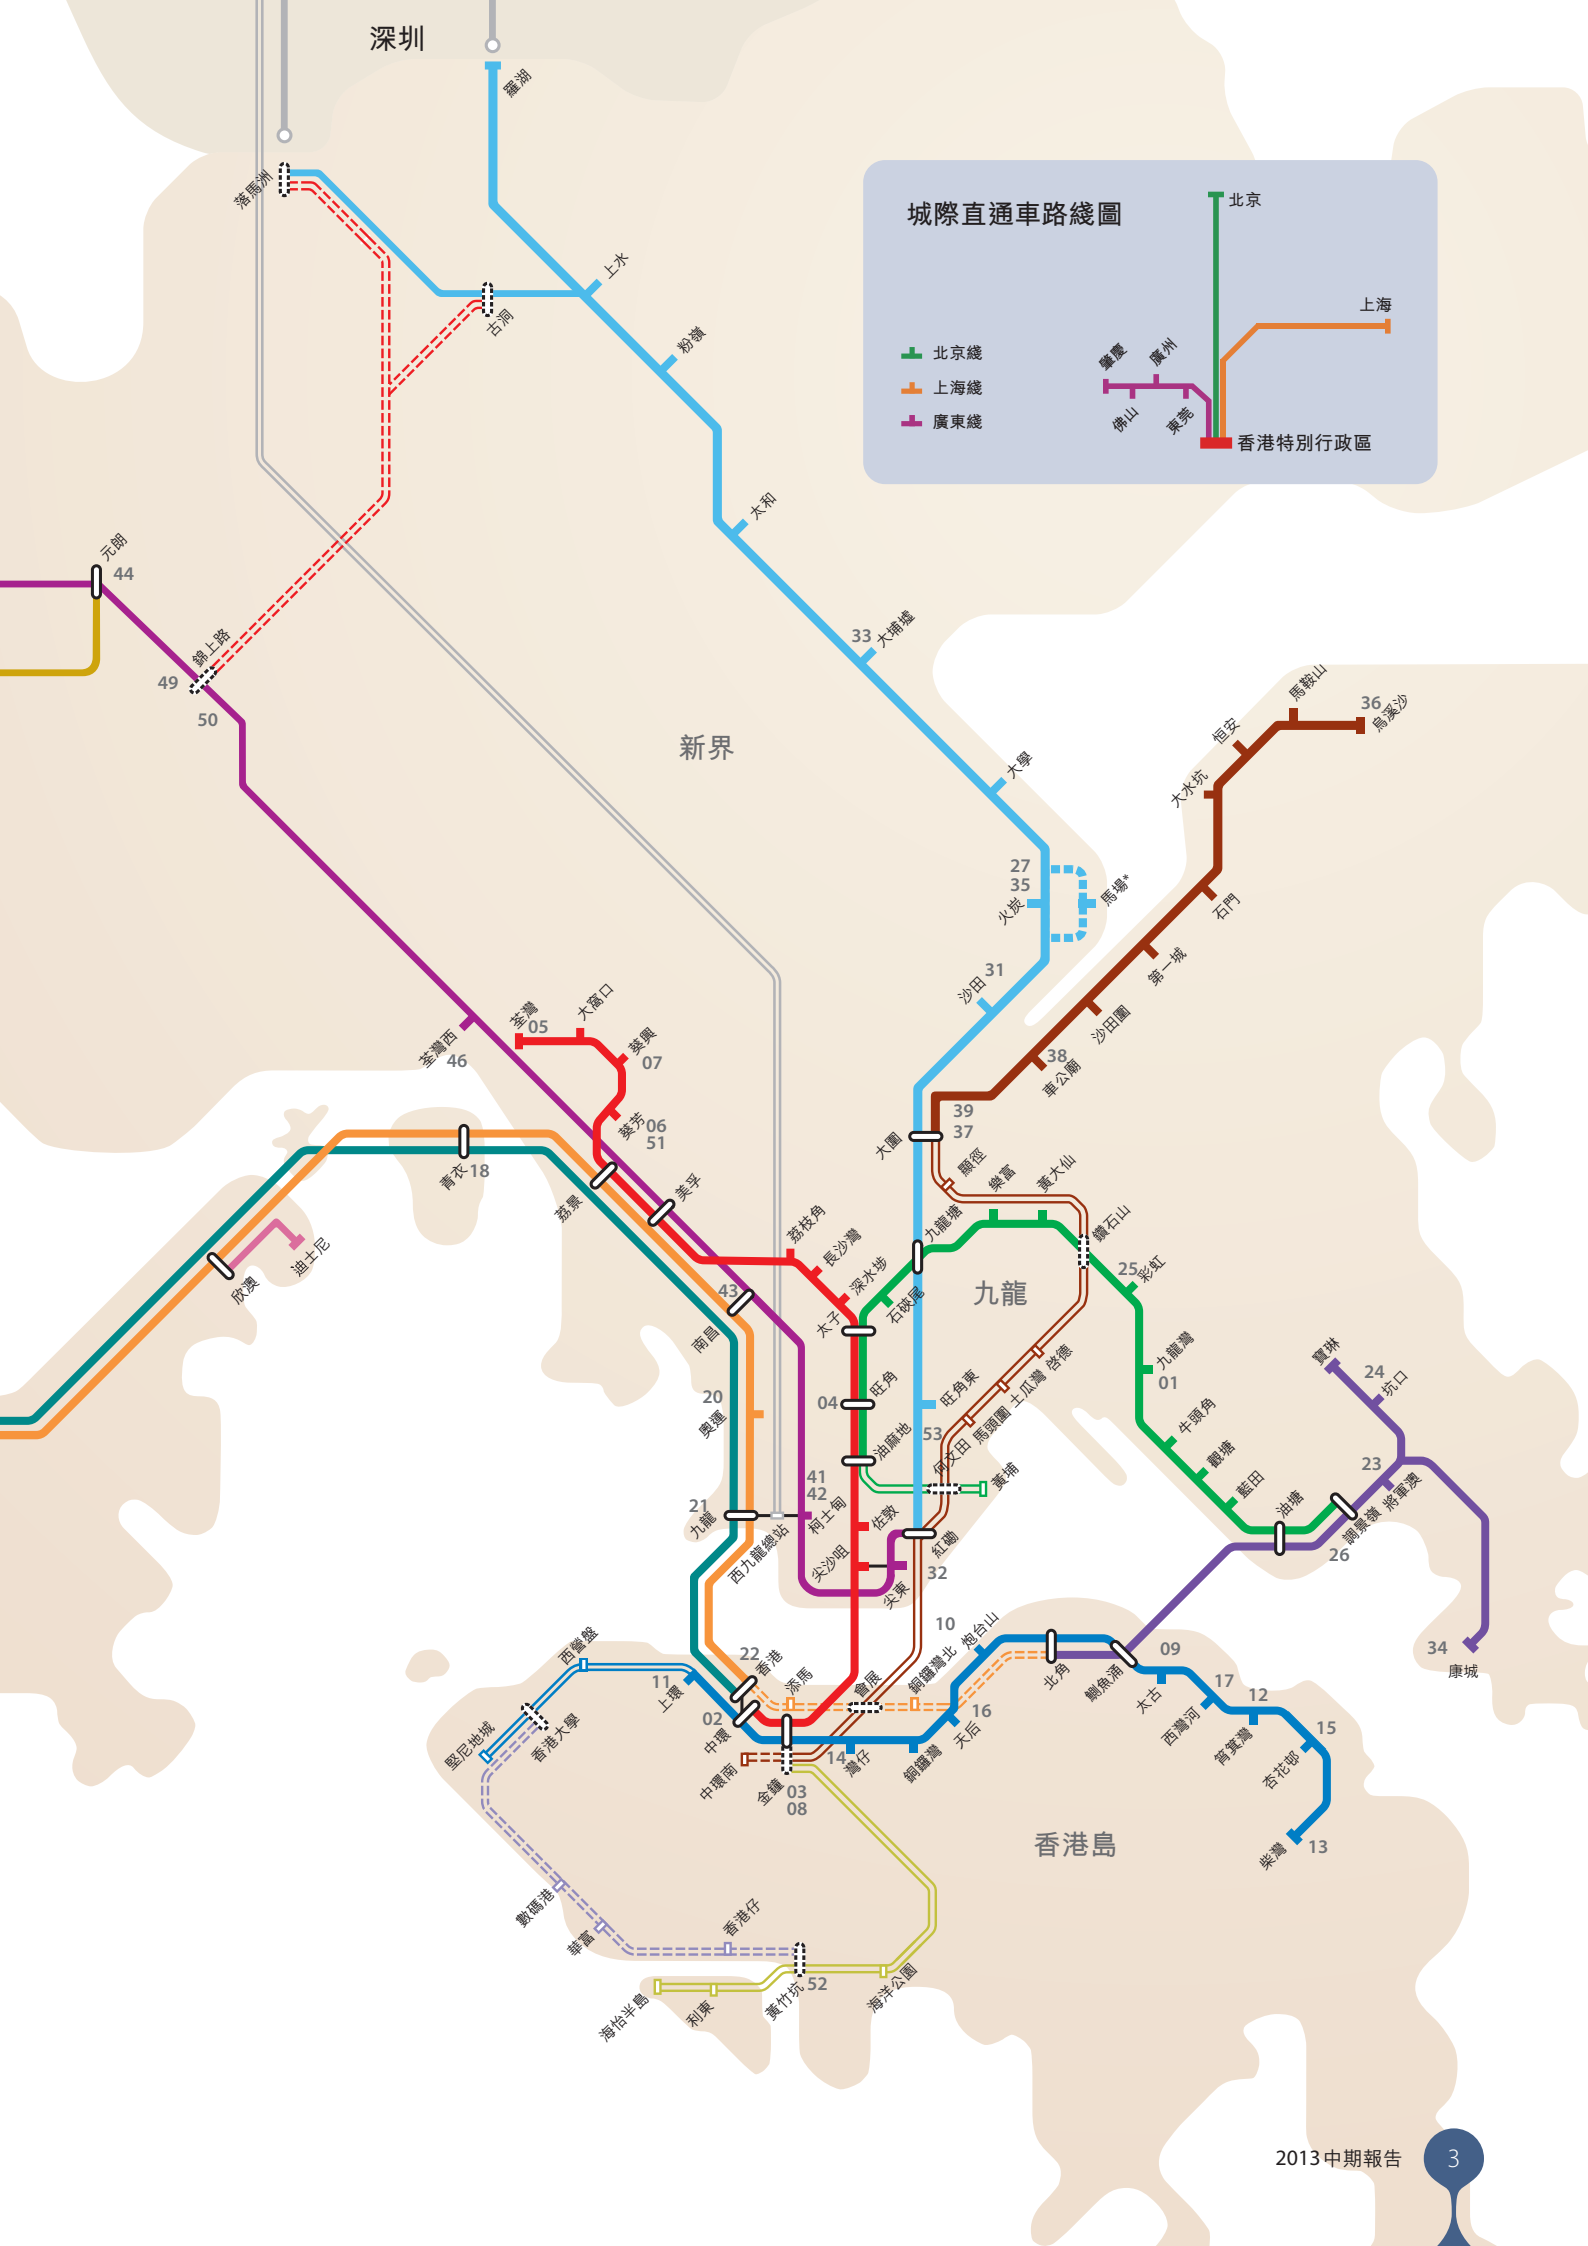 深圳
羅湖
落馬洲
古洞
上水
粉嶺
城際直通車路綫圖
北京
上海
北京綫
上海綫
廣東綫
肇慶
廣州
佛山
東莞
香港特別行政區
太和
元朗
44
錦上路
49
50
33
大埔墟
新界
馬鞍山
36
烏溪沙
恒安
大水坑
大學
27
35
火炭
馬場*
石門
第一城
沙田
31
沙田圍
38
車公廟
荃灣
05
大窩口
葵興
07
荃灣西
46
葵芳
06
51
39
37
大圍
顯徑
樂富
黃大仙
青衣
18
荔景
美孚
荔枝角
長沙灣
深水埗
九龍塘
鑽石山
迪士尼
欣澳
43
南昌
太子
石硤尾
九龍
25
彩虹
20
奧運
04
旺角
旺角東
九龍灣
01
寶琳
24
坑口
油麻地
53
何文田
馬頭圍
土瓜灣
啓德
牛頭角
觀塘
藍田
油塘
23
將軍澳
調景嶺
26
黃埔
41
42
柯士甸
21
九龍
西九龍總站
佐敦
尖沙咀
紅磡
32
尖東
34
康城
西營盤
22
香港
添馬
會展
10
銅鑼灣北
炮台山
北角
鰂魚涌
09
太古
17
西灣河
12
筲箕灣
15
杏花邨
柴灣
13
11
上環
02
中環
堅尼地城
香港大學
中環南
金鐘
03
08
14
灣仔
銅鑼灣
16
天后
香港島
數碼港
華富
香港仔
52
黃竹坑
海洋公園
利東
海怡半島
2013中期報告
3